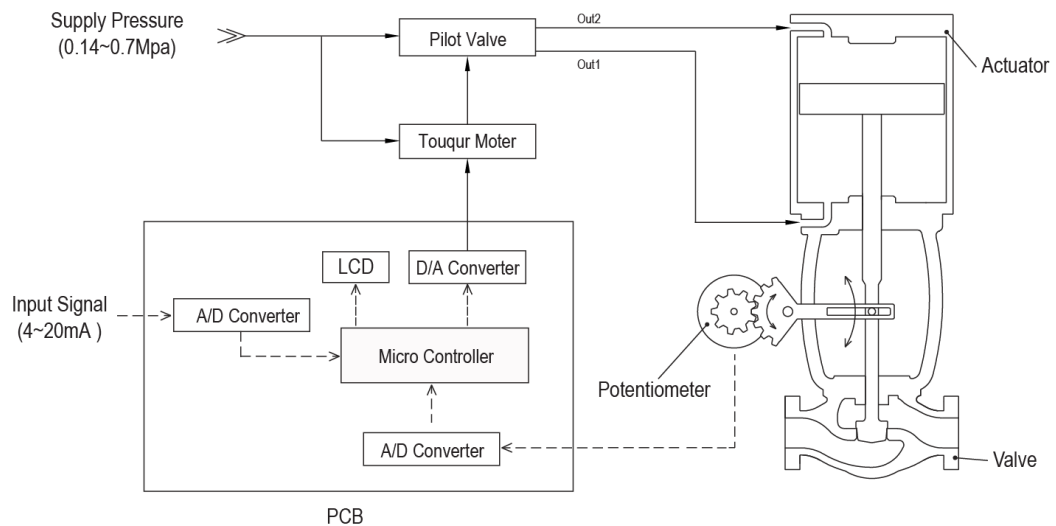 Supply Pressure
(0.14~0.7Mpa)
Pilot Valve
Out2
Out1
Actuator
Touqur Moter
LCD
D/A Converter
Input Signal
(4~20mA )
A/D Converter
Micro Controller
Potentiometer
A/D Converter
Valve
PCB